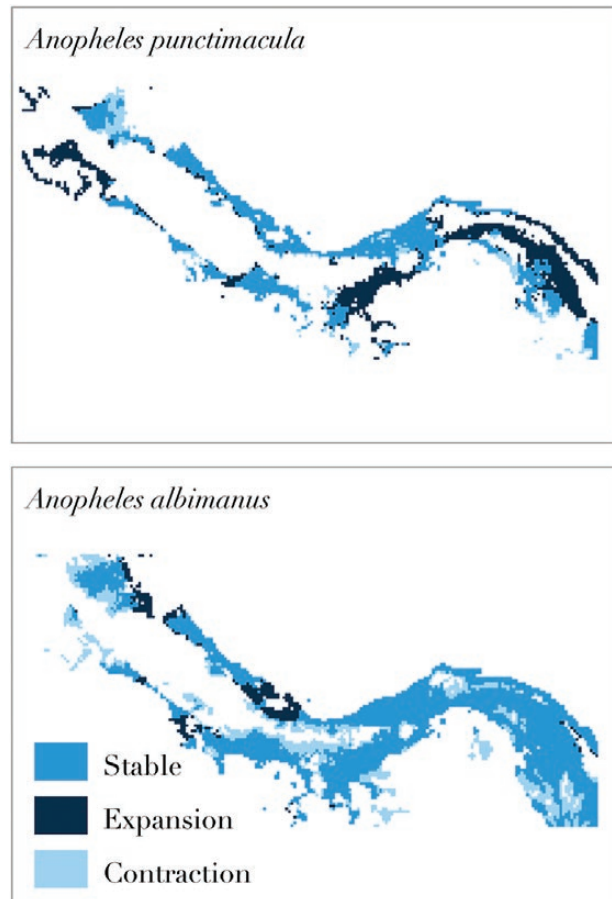 Anopheles punctimacula
Anopheles albimanus
Stable
Expansion
Contraction